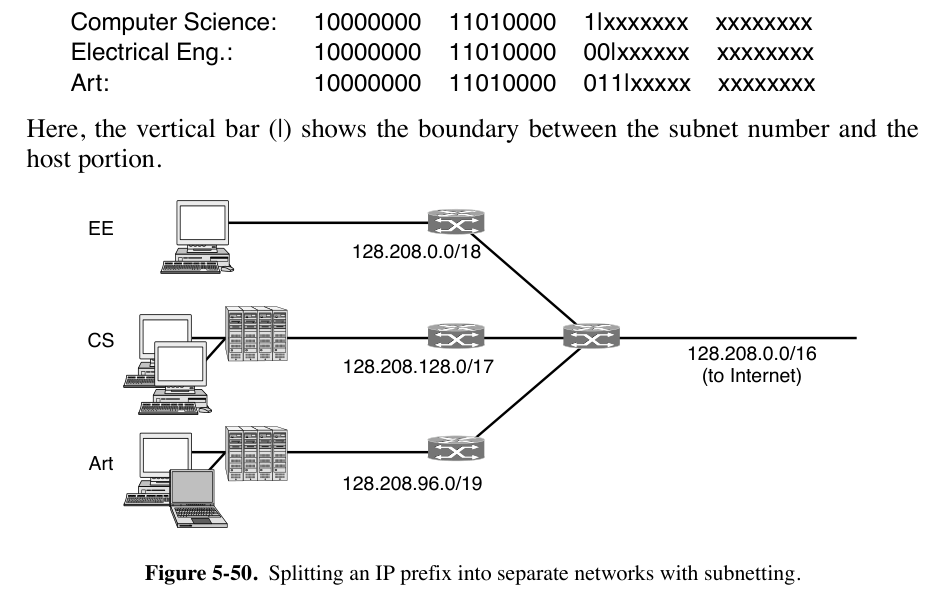 Computer Science: 10000000 11010000 1|xxxxxxx xxxxxxxx
Electrical Eng.: 10000000 11010000 00|xxxxxx xxxxxxxx
Art: 10000000 11010000 011|xxxxx xxxxxxxx
Here, the vertical bar (|) shows the boundary between the subnet number and the
host portion.
EE
128.208.0.0/18
CS
128.208.128.0/17
128.208.0.0/16
(to Internet)
Art
128.208.96.0/19
Figure 5-50. Splitting an IP prefix into separate networks with subnetting.